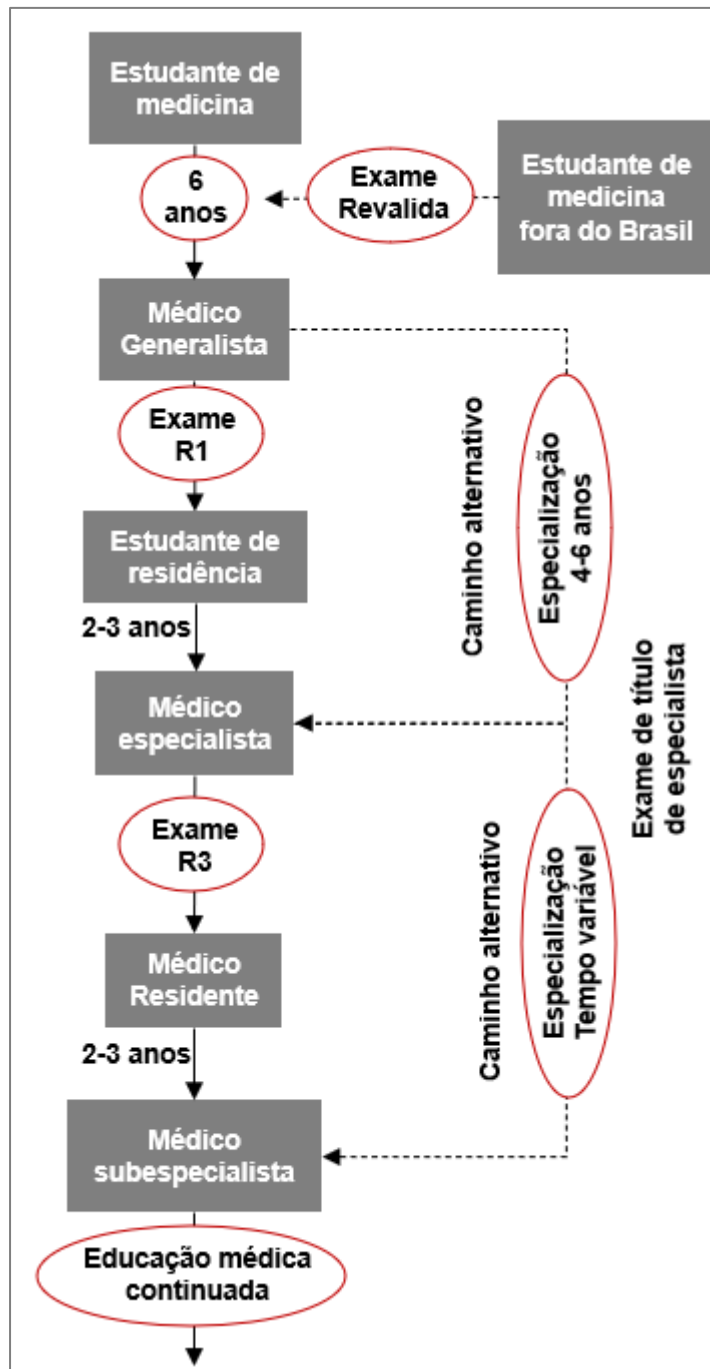 Estudante de
medicina
6
anos
Exame
Revalida
Estudante de
medicina
fora do Brasil
Médico
Generalista
Exame
R1
Caminho alternativo
Especialização
4-6 anos
Estudante de
residência
2-3 anos
Médico
especialista
Exame de título
de especialista
Exame
R3
Caminho alternativo
Especialização
Tempo variável
Médico
Residente
2-3 anos
Médico
subespecialista
Educação médica
continuada